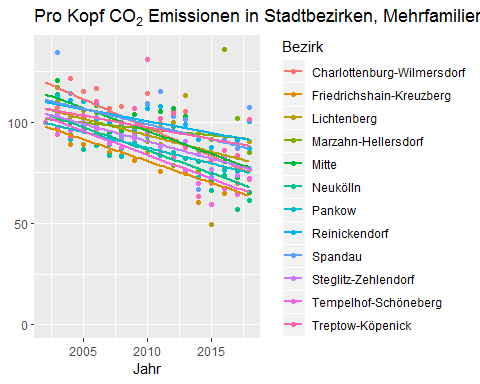 Pro Kopf CO2 Emissionen in Stadtbezirken, Mehrfamilier
Bezirk
Charlottenburg-Wilmersdorf
Friedrichshain-Kreuzberg
Lichtenberg
Marzahn-Hellersdorf
Mitte
Neukölln
Pankow
Reinickendorf
Spandau
Steglitz-Zehlendorf
Tempelhof-Schöneberg
Treptow-Köpenick
100
50
0
2005 2010 2015
Jahr